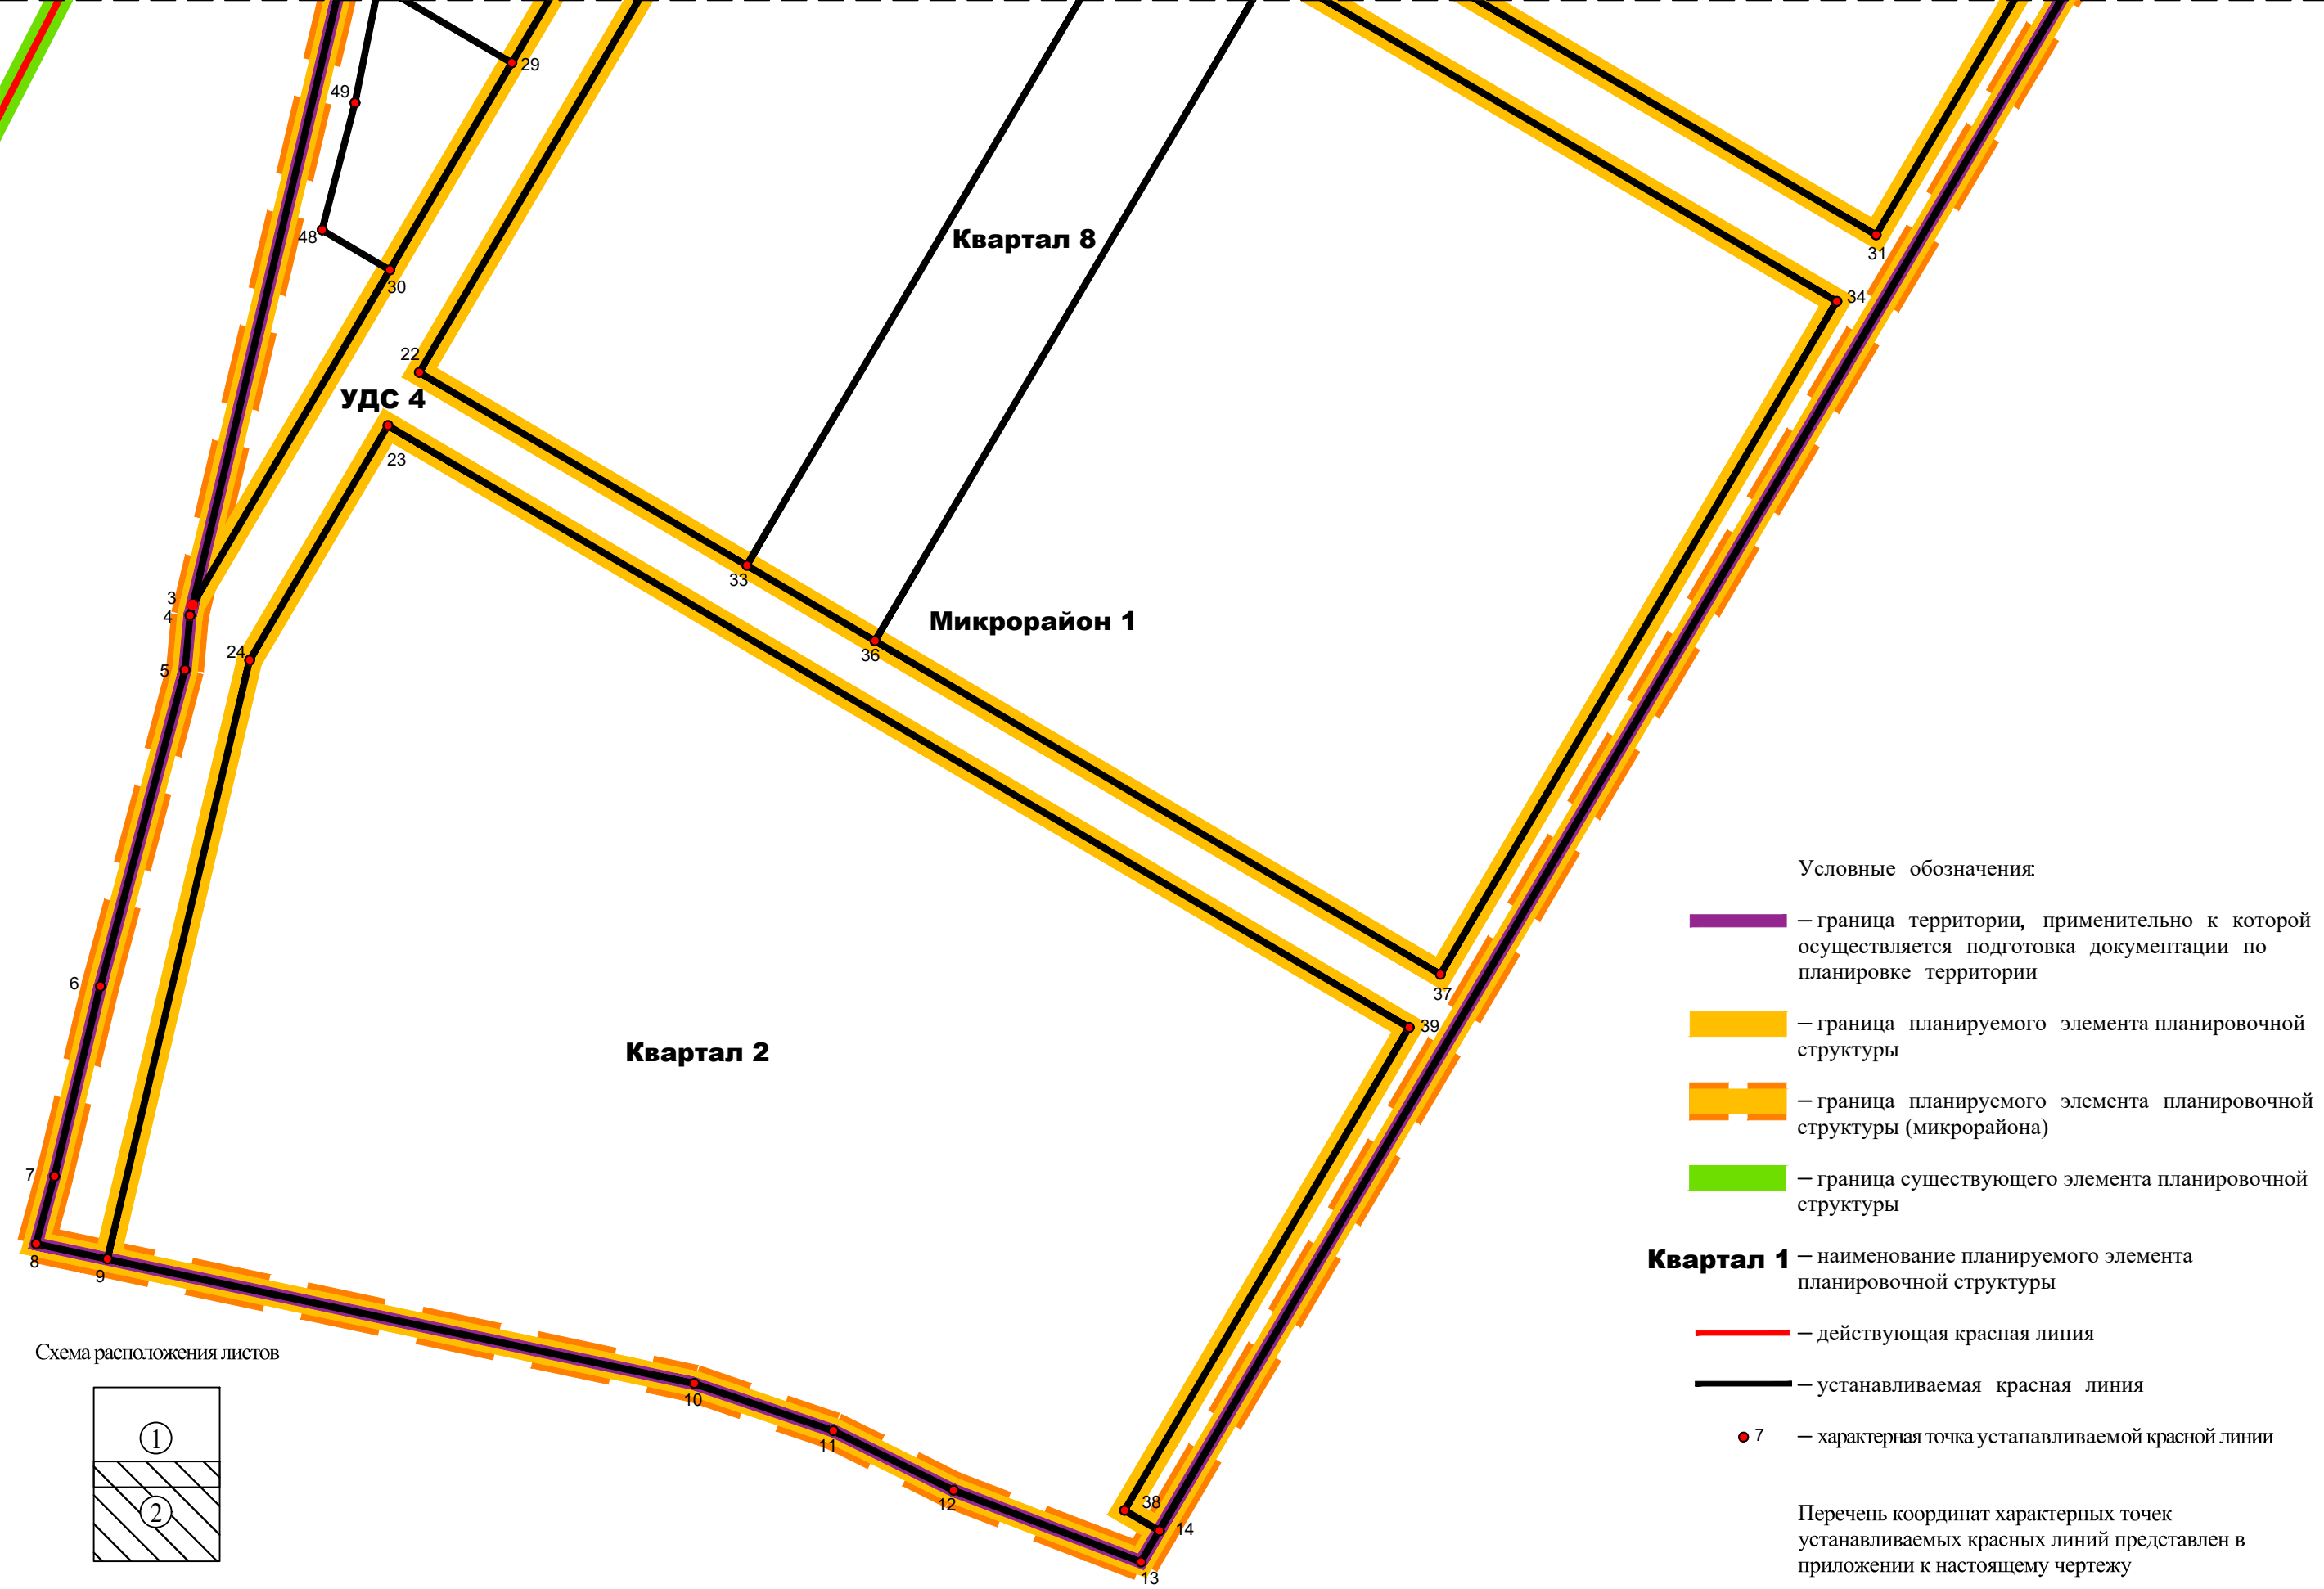 29
49
Квартал 8
48
31
30
34
22
УДС 4
23
33
3
4
Микрорайон 1
24
36
5
6
37
39
Квартал 2
7
8
9
10
11
12
38
14
13
Условные обозначения:
– граница территории, применительно к которой
осуществляется подготовка документации по
планировке территории
– граница планируемого элемента планировочной
структуры
– граница планируемого элемента планировочной
структуры (микрорайона)
– граница существующего элемента планировочной
структуры
Квартал 1 – наименование планируемого элемента
планировочной структуры
– действующая красная линия
– устанавливаемая красная линия
7 – характерная точка устанавливаемой красной линии
Перечень координат характерных точек
устанавливаемых красных линий представлен в
приложении к настоящему чертежу
Схема расположения листов
1
2